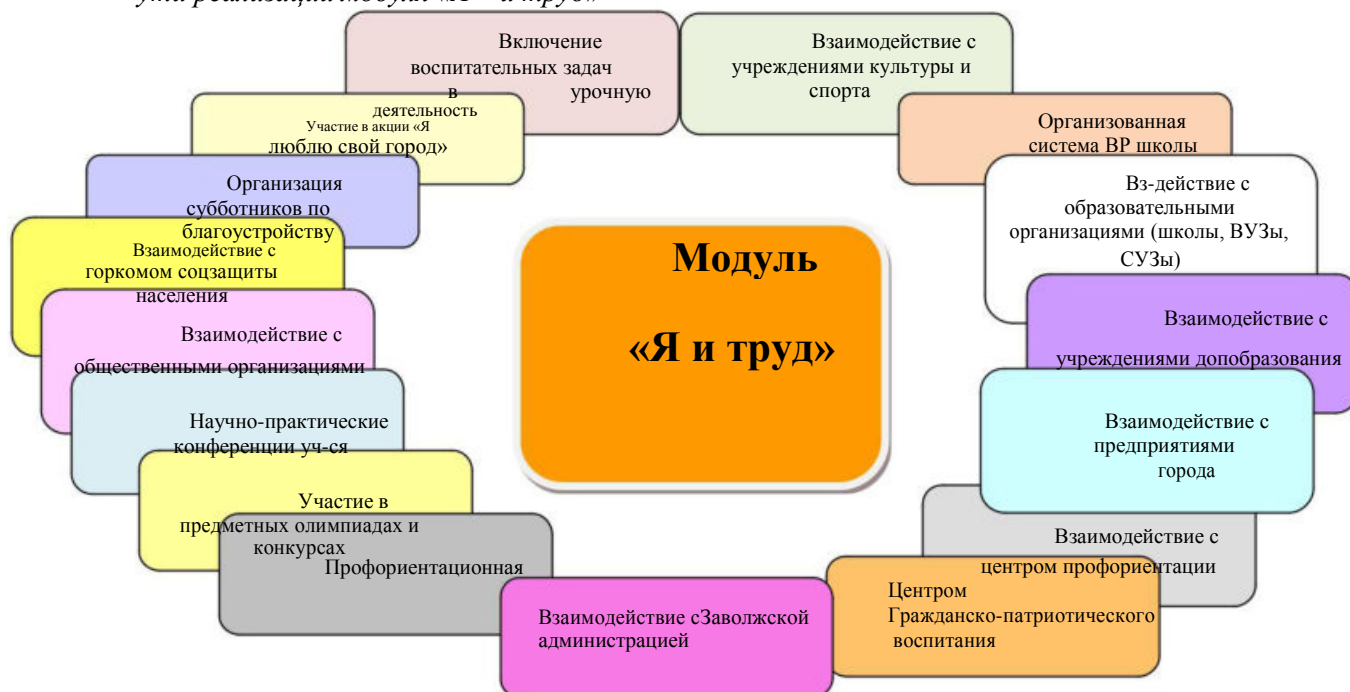 реализации модуля «Я и труд»
Включение
воспитательных задач
в урочную
деятельность
Взаимодействие с
учреждениями культуры и
спорта
Организованная
система ВР школы
Вз-действие с
образовательными
организациями (школы, ВУЗы,
СУЗы)
Взаимодействие с
учреждениями допобразования
Взаимодействие с
предприятиями
города
Взаимодействие с
центром профориентации
Центром
Гражданско-патриотического
воспитания
Взаимодействие сЗаволжской
администрацией
Профориентационная
Участие в
предметных олимпиадах и
конкурсах
Научно-практические
конференции уч-ся
Взаимодействие с
общественными организациями
Взаимодействие с
горкомом соцзащиты
населения
Организация
субботников по
благоустройству
Участие в акции «Я
люблю свой город»
Модуль
«Я и труд»